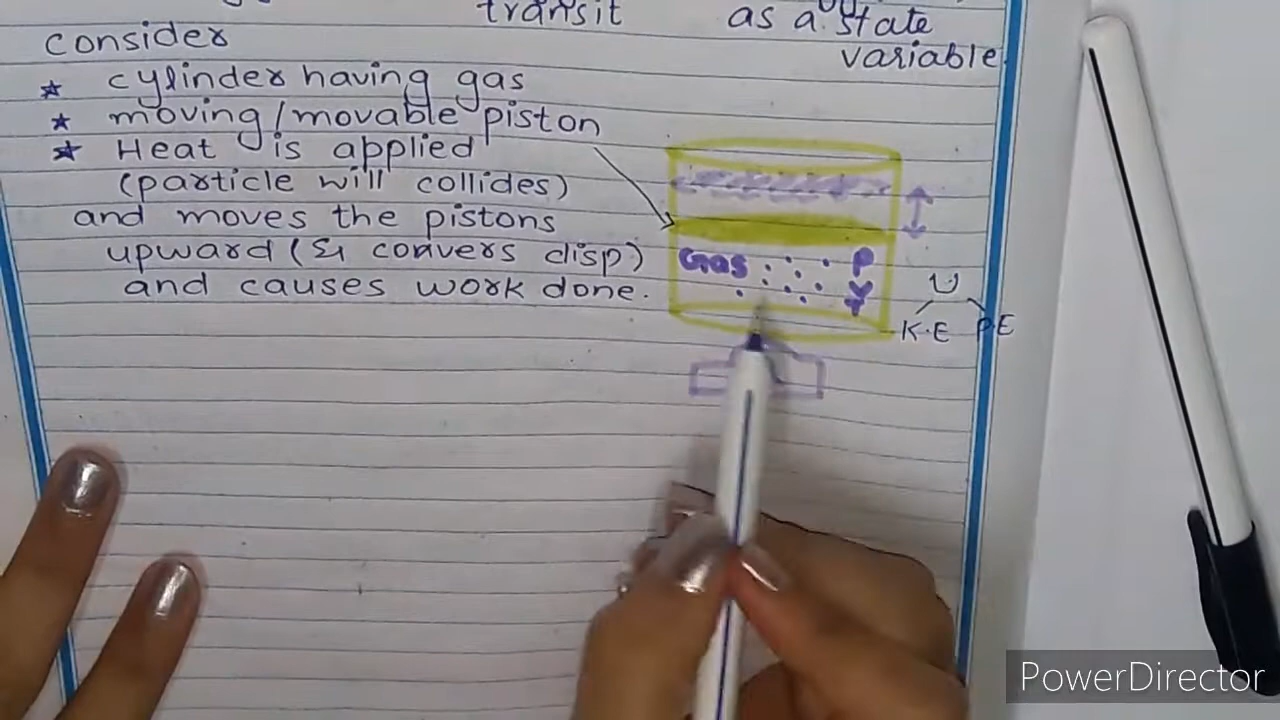 transit
as a state
variable
consider
* cylinder having gas
* moving/movable piston
* Heat is applied
(particle will collides)
and moves the pistons
upward (& convers disp)
and causes work done.
Gas
P
V
U
K.E
PE
PowerDirector